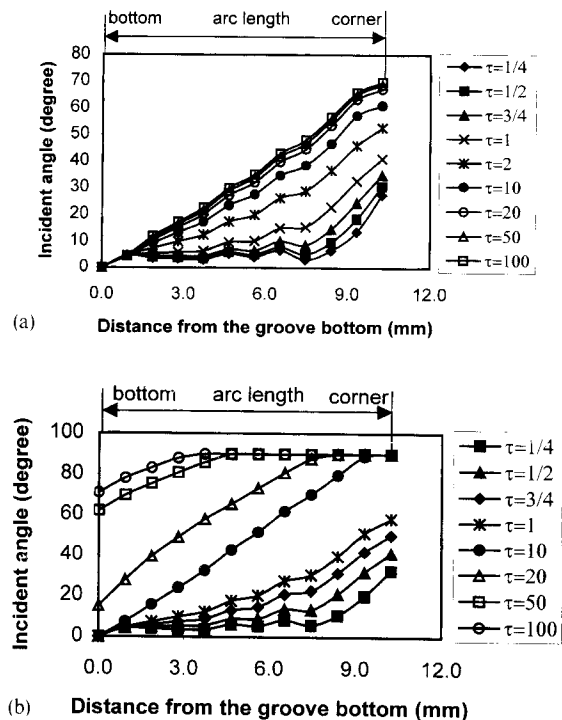 bottom arc length corner
Incident angle (degree)
80
70
60
50
40
30
20
10
0
0.0 3.0 6.0 9.0 12.0
τ=1/4
τ=1/2
τ=3/4
τ=1
τ=2
τ=10
τ=20
τ=50
τ=100
(a) Distance from the groove bottom (mm)
bottom arc length corner
Incident angle (degree)
100
80
60
40
20
0
0.0 3.0 6.0 9.0 12.0
τ=1/4
τ=1/2
τ=3/4
τ=1
τ=10
τ=20
τ=50
τ=100
(b) Distance from the groove bottom (mm)